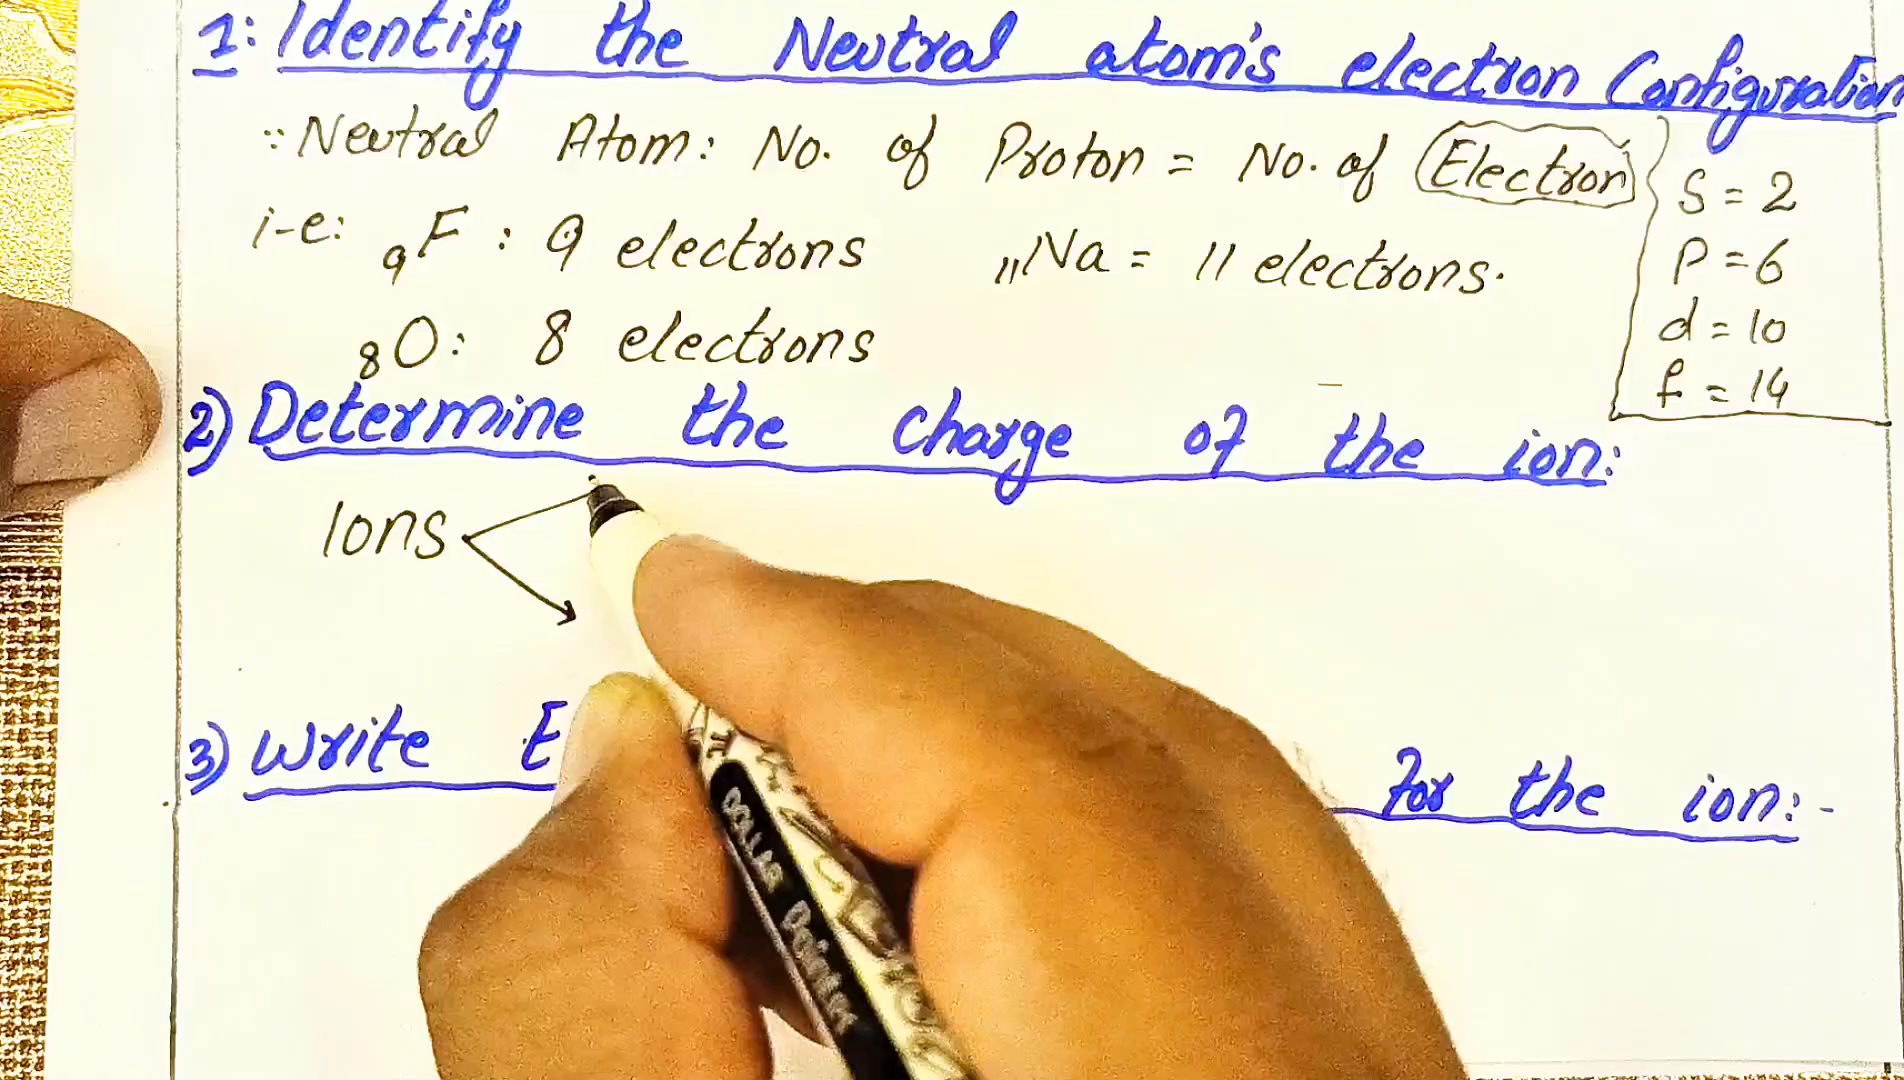 1: Identify the Neutral atom's electron Configuration
∵ Neutral Atom: No. of Proton = No. of Electron
i-e: ₉F : 9 electrons ₁₁Na = 11 electrons.
₈O: 8 electrons
S = 2
P = 6
d = 10
f = 14
2) Determine the charge of the ion:
Ions
3) Write E for the ion:-
DOLLAR Pointer